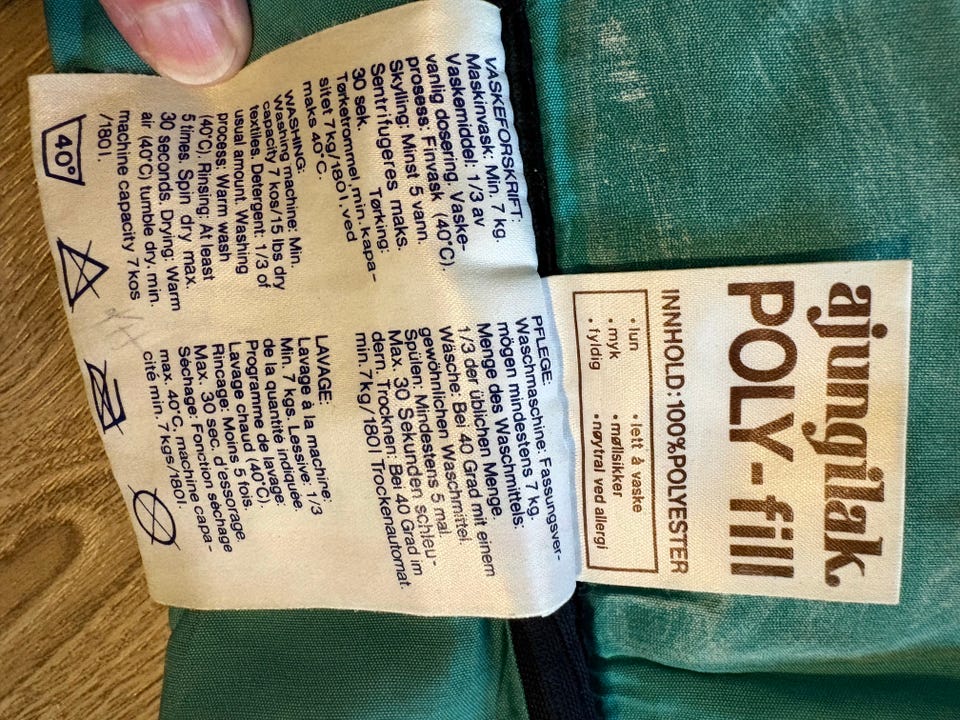 ajungilak
POLY-fill
INNHOLD: 100% POLYESTER
• lun
• myk
• fyldig
• lett å vaske
• møllsikker
• nøytral ved allergi
VASKEFORSKRIFT:
Maskinvask: Min. 7 kg.
Vaskemiddel: 1/3 av
vanlig dosering. Vaske-
prosess: Finvask (40°C).
Skylling: Minst 5 vann.
Sentrifugeres maks.
30 sek. Tørking:
Tørketrommel, min. kapa-
sitet 7 kg/180 l, ved
maks 40°C.
WASHING:
Washing machine: Min.
capacity 7 kos/15 lbs dry
textiles. Detergent: 1/3 of
usual amount. Washing
process: Warm wash
(40°C). Rinsing: At least
5 times. Spin dry max.
30 seconds. Drying: Warm
air (40°C) tumble dry, min.
machine capacity 7 kos
/180 l.
PFLEGE:
Waschmaschine: Fassungsver-
mögen mindestens 7 kg.
Menge des Waschmittels:
1/3 der üblichen Menge.
Wäsche: Bei 40 Grad mit einem
gewöhnlichen Waschmittel.
Spülen: Mindestens 5 mal.
Max. 30 Sekunden schleu-
dern. Trocknen: Bei 40 Grad im
min. 7 kg/180 l Trockenautomat.
LAVAGE:
Lavage à la machine:
Min. 7 kgs. Lessive: 1/3
de la quantité indiquée.
Programme de lavage:
Lavage chaud (40°C).
Rincage: Moins 5 fois.
Max. 30 sec. d'essorage.
Séchage: Fonction séchage
max. 40°C, machine capa-
cité min. 7 kgs/180 l.
40°